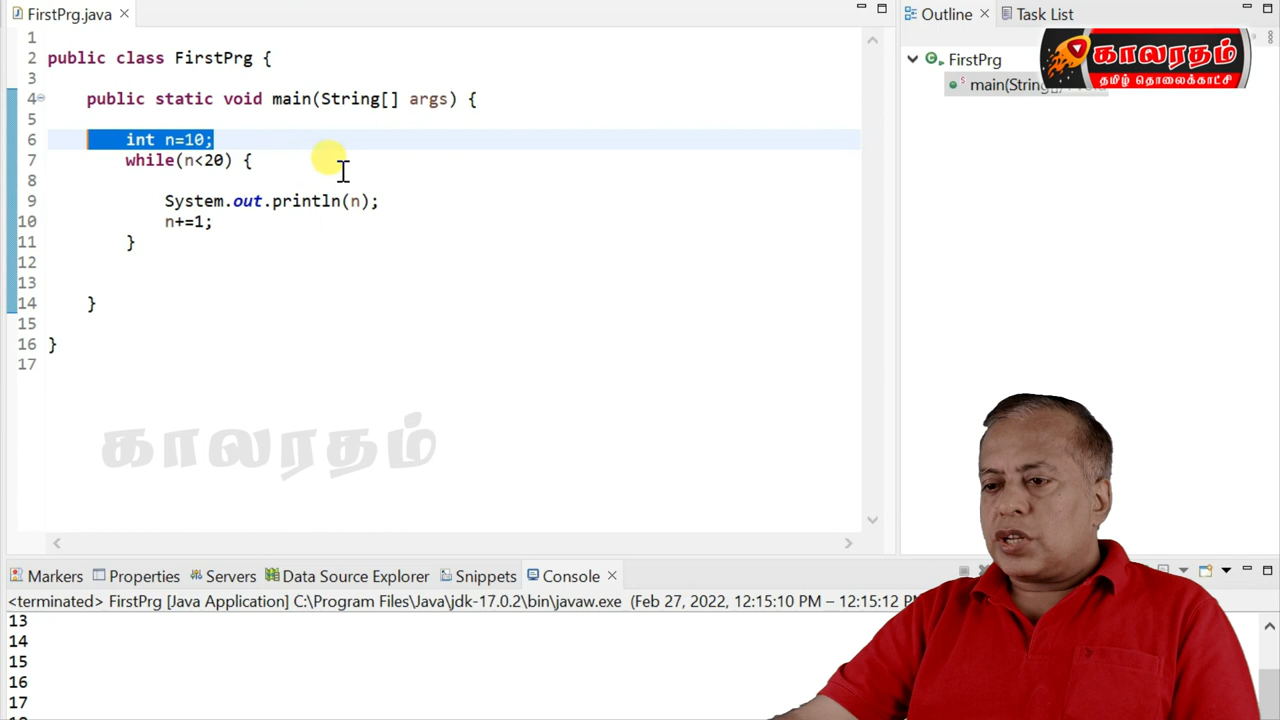 FirstPrg.java
Outline
Task List
காலரதம்
தமிழ் தொலைக்காட்சி
FirstPrg
main(String[]
1
2 public class FirstPrg {
3
4 public static void main(String[] args) {
5
6 int n=10;
7 while(n<20) {
8
9 System.out.println(n);
10 n+=1;
11 }
12
13
14 }
15
16 }
17
காலரதம்
Markers Properties Servers Data Source Explorer Snippets Console
<terminated> FirstPrg [Java Application] C:\Program Files\Java\jdk-17.0.2\bin\javaw.exe (Feb 27, 2022, 12:15:10 PM – 12:15:12
13
14
15
16
17